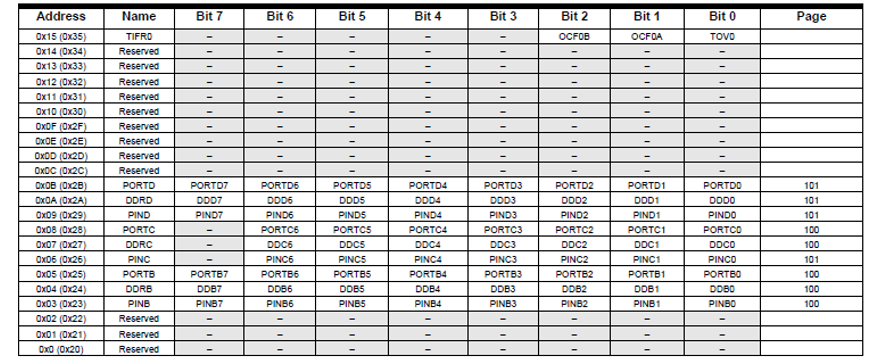 Address Name Bit 7 Bit 6 Bit 5 Bit 4 Bit 3 Bit 2 Bit 1 Bit 0 Page
0x15 (0x35) TIFR0 – – – – – OCF0B OCF0A TOV0
0x14 (0x34) Reserved – – – – – – – –
0x13 (0x33) Reserved – – – – – – – –
0x12 (0x32) Reserved – – – – – – – –
0x11 (0x31) Reserved – – – – – – – –
0x10 (0x30) Reserved – – – – – – – –
0x0F (0x2F) Reserved – – – – – – – –
0x0E (0x2E) Reserved – – – – – – – –
0x0D (0x2D) Reserved – – – – – – – –
0x0C (0x2C) Reserved – – – – – – – –
0x0B (0x2B) PORTD PORTD7 PORTD6 PORTD5 PORTD4 PORTD3 PORTD2 PORTD1 PORTD0 101
0x0A (0x2A) DDRD DDD7 DDD6 DDD5 DDD4 DDD3 DDD2 DDD1 DDD0 101
0x09 (0x29) PIND PIND7 PIND6 PIND5 PIND4 PIND3 PIND2 PIND1 PIND0 101
0x08 (0x28) PORTC – PORTC6 PORTC5 PORTC4 PORTC3 PORTC2 PORTC1 PORTC0 100
0x07 (0x27) DDRC – DDC6 DDC5 DDC4 DDC3 DDC2 DDC1 DDC0 100
0x06 (0x26) PINC – PINC6 PINC5 PINC4 PINC3 PINC2 PINC1 PINC0 101
0x05 (0x25) PORTB PORTB7 PORTB6 PORTB5 PORTB4 PORTB3 PORTB2 PORTB1 PORTB0 100
0x04 (0x24) DDRB DDB7 DDB6 DDB5 DDB4 DDB3 DDB2 DDB1 DDB0 100
0x03 (0x23) PINB PINB7 PINB6 PINB5 PINB4 PINB3 PINB2 PINB1 PINB0 100
0x02 (0x22) Reserved – – – – – – – –
0x01 (0x21) Reserved – – – – – – – –
0x0 (0x20) Reserved – – – – – – – –